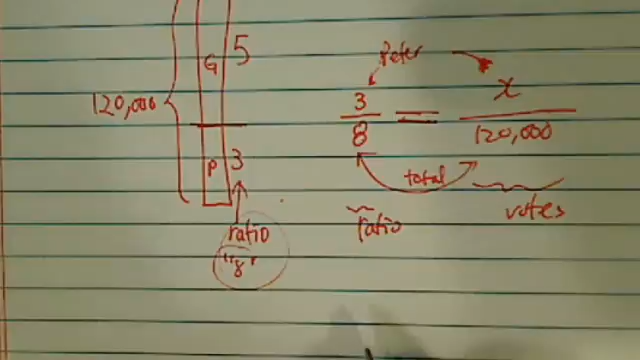 G 5
120,000
P 3
ratio
"8"
Peter
3/8 = x/120,000
total
ratio
votes